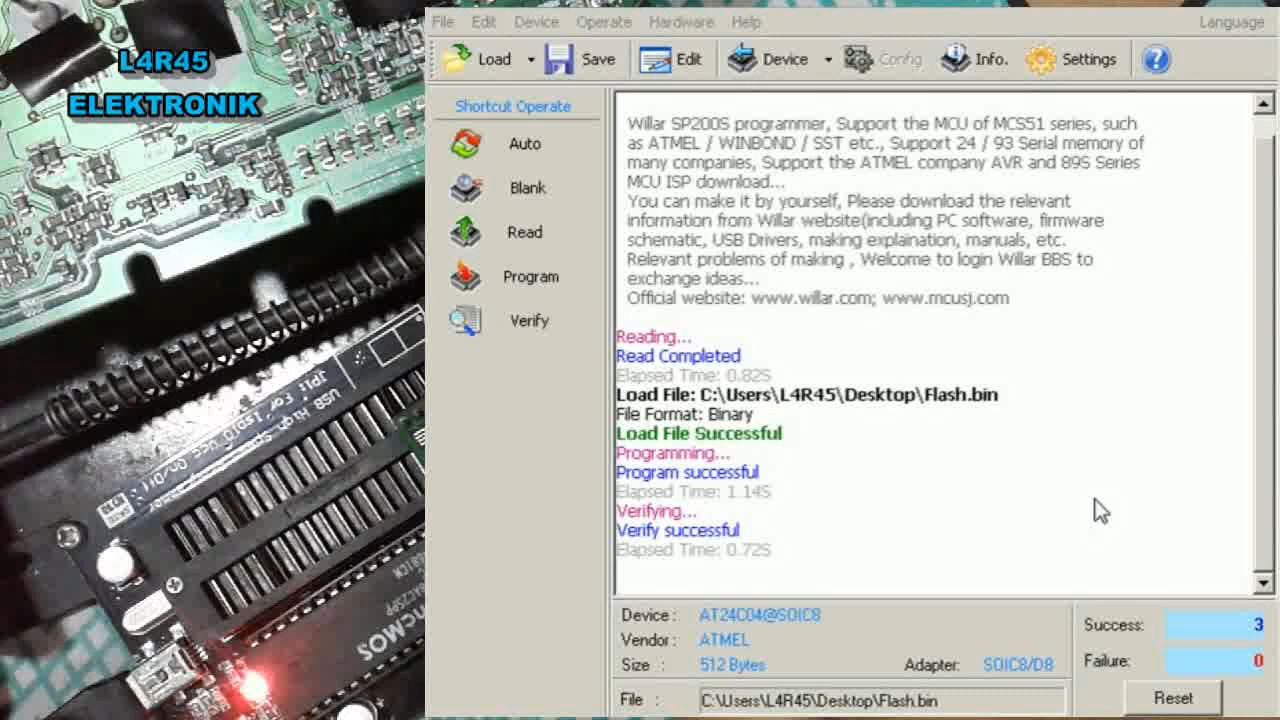 L4R45
ELEKTRONIK
File Edit Device Operate Hardware Help Language
Load Save Edit Device Config Info. Settings
Shortcut Operate
Auto
Blank
Read
Program
Verify
Willar SP200S programmer, Support the MCU of MCS51 series, such
as ATMEL / WINBOND / SST etc., Support 24 / 93 Serial memory of
many companies, Support the ATMEL company AVR and 89S Series
MCU ISP download...
You can make it by yourself, Please download the relevant
information from Willar website(including PC software, firmware
schematic, USB Drivers, making explaination, manuals, etc.
Relevant problems of making , Welcome to login Willar BBS to
exchange ideas...
Official website: www.willar.com; www.mcusj.com
Reading...
Read Completed
Elapsed Time: 0.82S
Load File: C:\Users\L4R45\Desktop\Flash.bin
File Format: Binary
Load File Successful
Programming...
Program successful
Elapsed Time: 1.14S
Verifying...
Verify successful
Elapsed Time: 0.72S
Device : AT24C04@SOIC8
Vendor : ATMEL
Size : 512 Bytes Adapter: SOIC8/D8
File : C:\Users\L4R45\Desktop\Flash.bin
Success: 3
Failure: 0
Reset
JP1: For
USB High